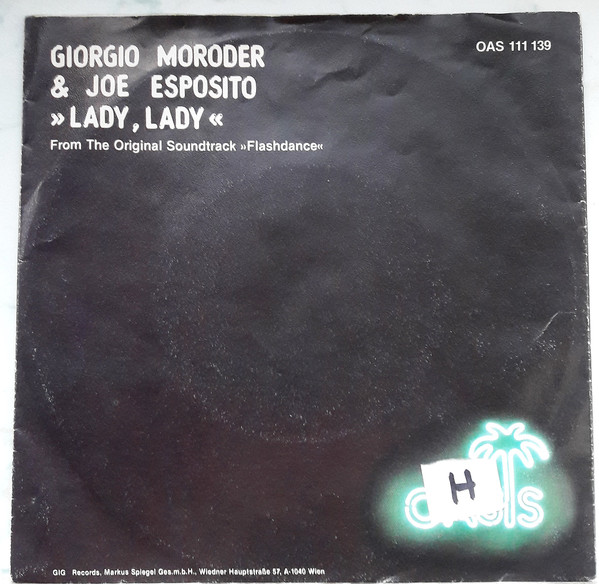 GIORGIO MORODER
OAS 111 139
& JOE ESPOSITO
»LADY, LADY«
From The Original Soundtrack »Flashdance«
H
OASIS
GIG Records, Markus Spiegel Ges.m.b.H., Wiedner Hauptstraße 57, A-1040 Wien